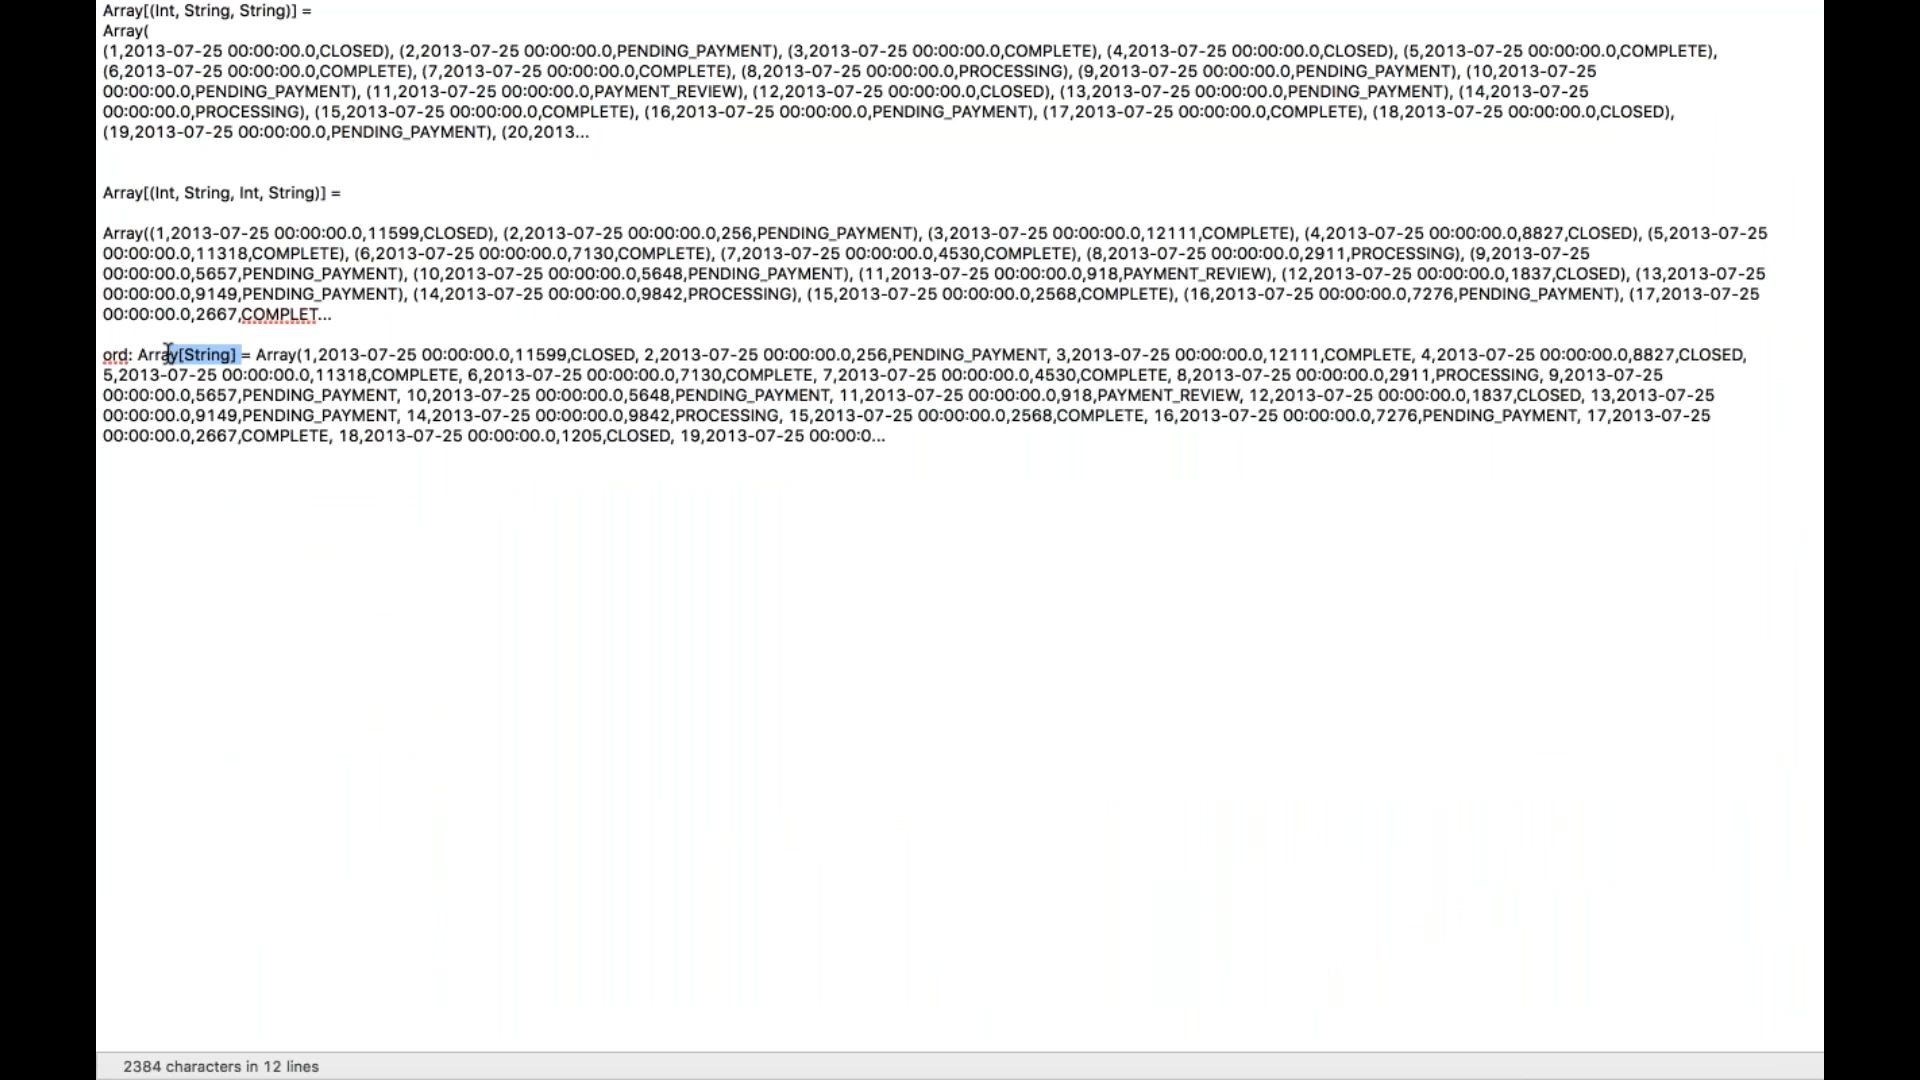 Array[(Int, String, String)] =
Array(
(1,2013-07-25 00:00:00.0,CLOSED), (2,2013-07-25 00:00:00.0,PENDING_PAYMENT), (3,2013-07-25 00:00:00.0,COMPLETE), (4,2013-07-25 00:00:00.0,CLOSED), (5,2013-07-25 00:00:00.0,COMPLETE),
(6,2013-07-25 00:00:00.0,COMPLETE), (7,2013-07-25 00:00:00.0,COMPLETE), (8,2013-07-25 00:00:00.0,PROCESSING), (9,2013-07-25 00:00:00.0,PENDING_PAYMENT), (10,2013-07-25
00:00:00.0,PENDING_PAYMENT), (11,2013-07-25 00:00:00.0,PAYMENT_REVIEW), (12,2013-07-25 00:00:00.0,CLOSED), (13,2013-07-25 00:00:00.0,PENDING_PAYMENT), (14,2013-07-25
00:00:00.0,PROCESSING), (15,2013-07-25 00:00:00.0,COMPLETE), (16,2013-07-25 00:00:00.0,PENDING_PAYMENT), (17,2013-07-25 00:00:00.0,COMPLETE), (18,2013-07-25 00:00:00.0,CLOSED),
(19,2013-07-25 00:00:00.0,PENDING_PAYMENT), (20,2013...
Array[(Int, String, Int, String)] =
Array((1,2013-07-25 00:00:00.0,11599,CLOSED), (2,2013-07-25 00:00:00.0,256,PENDING_PAYMENT), (3,2013-07-25 00:00:00.0,12111,COMPLETE), (4,2013-07-25 00:00:00.0,8827,CLOSED), (5,2013-07-25
00:00:00.0,11318,COMPLETE), (6,2013-07-25 00:00:00.0,7130,COMPLETE), (7,2013-07-25 00:00:00.0,4530,COMPLETE), (8,2013-07-25 00:00:00.0,2911,PROCESSING), (9,2013-07-25
00:00:00.0,5657,PENDING_PAYMENT), (10,2013-07-25 00:00:00.0,5648,PENDING_PAYMENT), (11,2013-07-25 00:00:00.0,918,PAYMENT_REVIEW), (12,2013-07-25 00:00:00.0,1837,CLOSED), (13,2013-07-25
00:00:00.0,9149,PENDING_PAYMENT), (14,2013-07-25 00:00:00.0,9842,PROCESSING), (15,2013-07-25 00:00:00.0,2568,COMPLETE), (16,2013-07-25 00:00:00.0,7276,PENDING_PAYMENT), (17,2013-07-25
00:00:00.0,2667,COMPLET...
ord: Array[String] = Array(1,2013-07-25 00:00:00.0,11599,CLOSED, 2,2013-07-25 00:00:00.0,256,PENDING_PAYMENT, 3,2013-07-25 00:00:00.0,12111,COMPLETE, 4,2013-07-25 00:00:00.0,8827,CLOSED,
5,2013-07-25 00:00:00.0,11318,COMPLETE, 6,2013-07-25 00:00:00.0,7130,COMPLETE, 7,2013-07-25 00:00:00.0,4530,COMPLETE, 8,2013-07-25 00:00:00.0,2911,PROCESSING, 9,2013-07-25
00:00:00.0,5657,PENDING_PAYMENT, 10,2013-07-25 00:00:00.0,5648,PENDING_PAYMENT, 11,2013-07-25 00:00:00.0,918,PAYMENT_REVIEW, 12,2013-07-25 00:00:00.0,1837,CLOSED, 13,2013-07-25
00:00:00.0,9149,PENDING_PAYMENT, 14,2013-07-25 00:00:00.0,9842,PROCESSING, 15,2013-07-25 00:00:00.0,2568,COMPLETE, 16,2013-07-25 00:00:00.0,7276,PENDING_PAYMENT, 17,2013-07-25
00:00:00.0,2667,COMPLETE, 18,2013-07-25 00:00:00.0,1205,CLOSED, 19,2013-07-25 00:00:0...
2384 characters in 12 lines